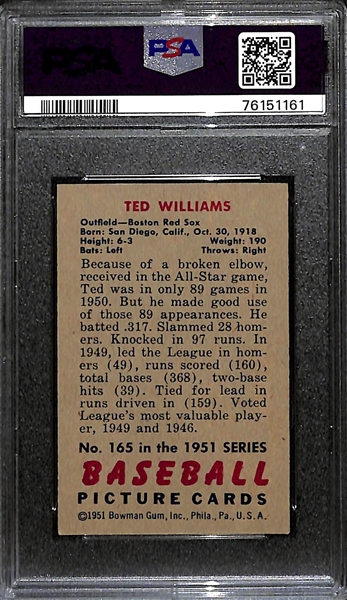 PSA
PSA
76151161
TED WILLIAMS
Outfield—Boston Red Sox
Born: San Diego, Calif., Oct. 30, 1918
Height: 6-3 Weight: 190
Bats: Left Throws: Right
Because of a broken elbow,
received in the All-Star game,
Ted was in only 89 games in
1950. But he made good use
of those 89 appearances. He
batted .317. Slammed 28 hom-
ers. Knocked in 97 runs. In
1949, led the League in hom-
ers (49), runs scored (160),
total bases (368), two-base
hits (39). Tied for lead in
runs driven in (159). Voted
League's most valuable play-
er, 1949 and 1946.
No. 165 in the 1951 SERIES
BASEBALL
PICTURE CARDS
©1951 Bowman Gum, Inc., Phila., Pa., U.S.A.